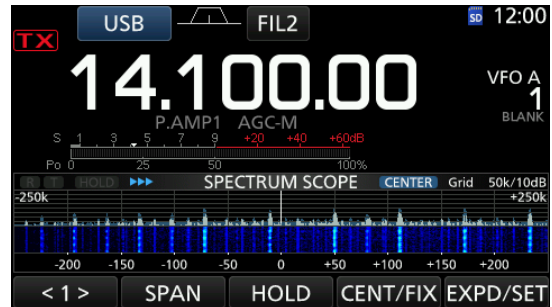 USB FIL2 SD 12:00
TX
14.100.00
VFO A
1
BLANK
P.AMP1 AGC-M
S 1 3 5 7 9 +20 +40 +60dB
Po 0 25 50 100%
R T HOLD SPECTRUM SCOPE CENTER Grid 50k/10dB
-250k +250k
-200 -150 -100 -50 0 +50 +100 +150 +200
< 1 > SPAN HOLD CENT/FIX EXPD/SET